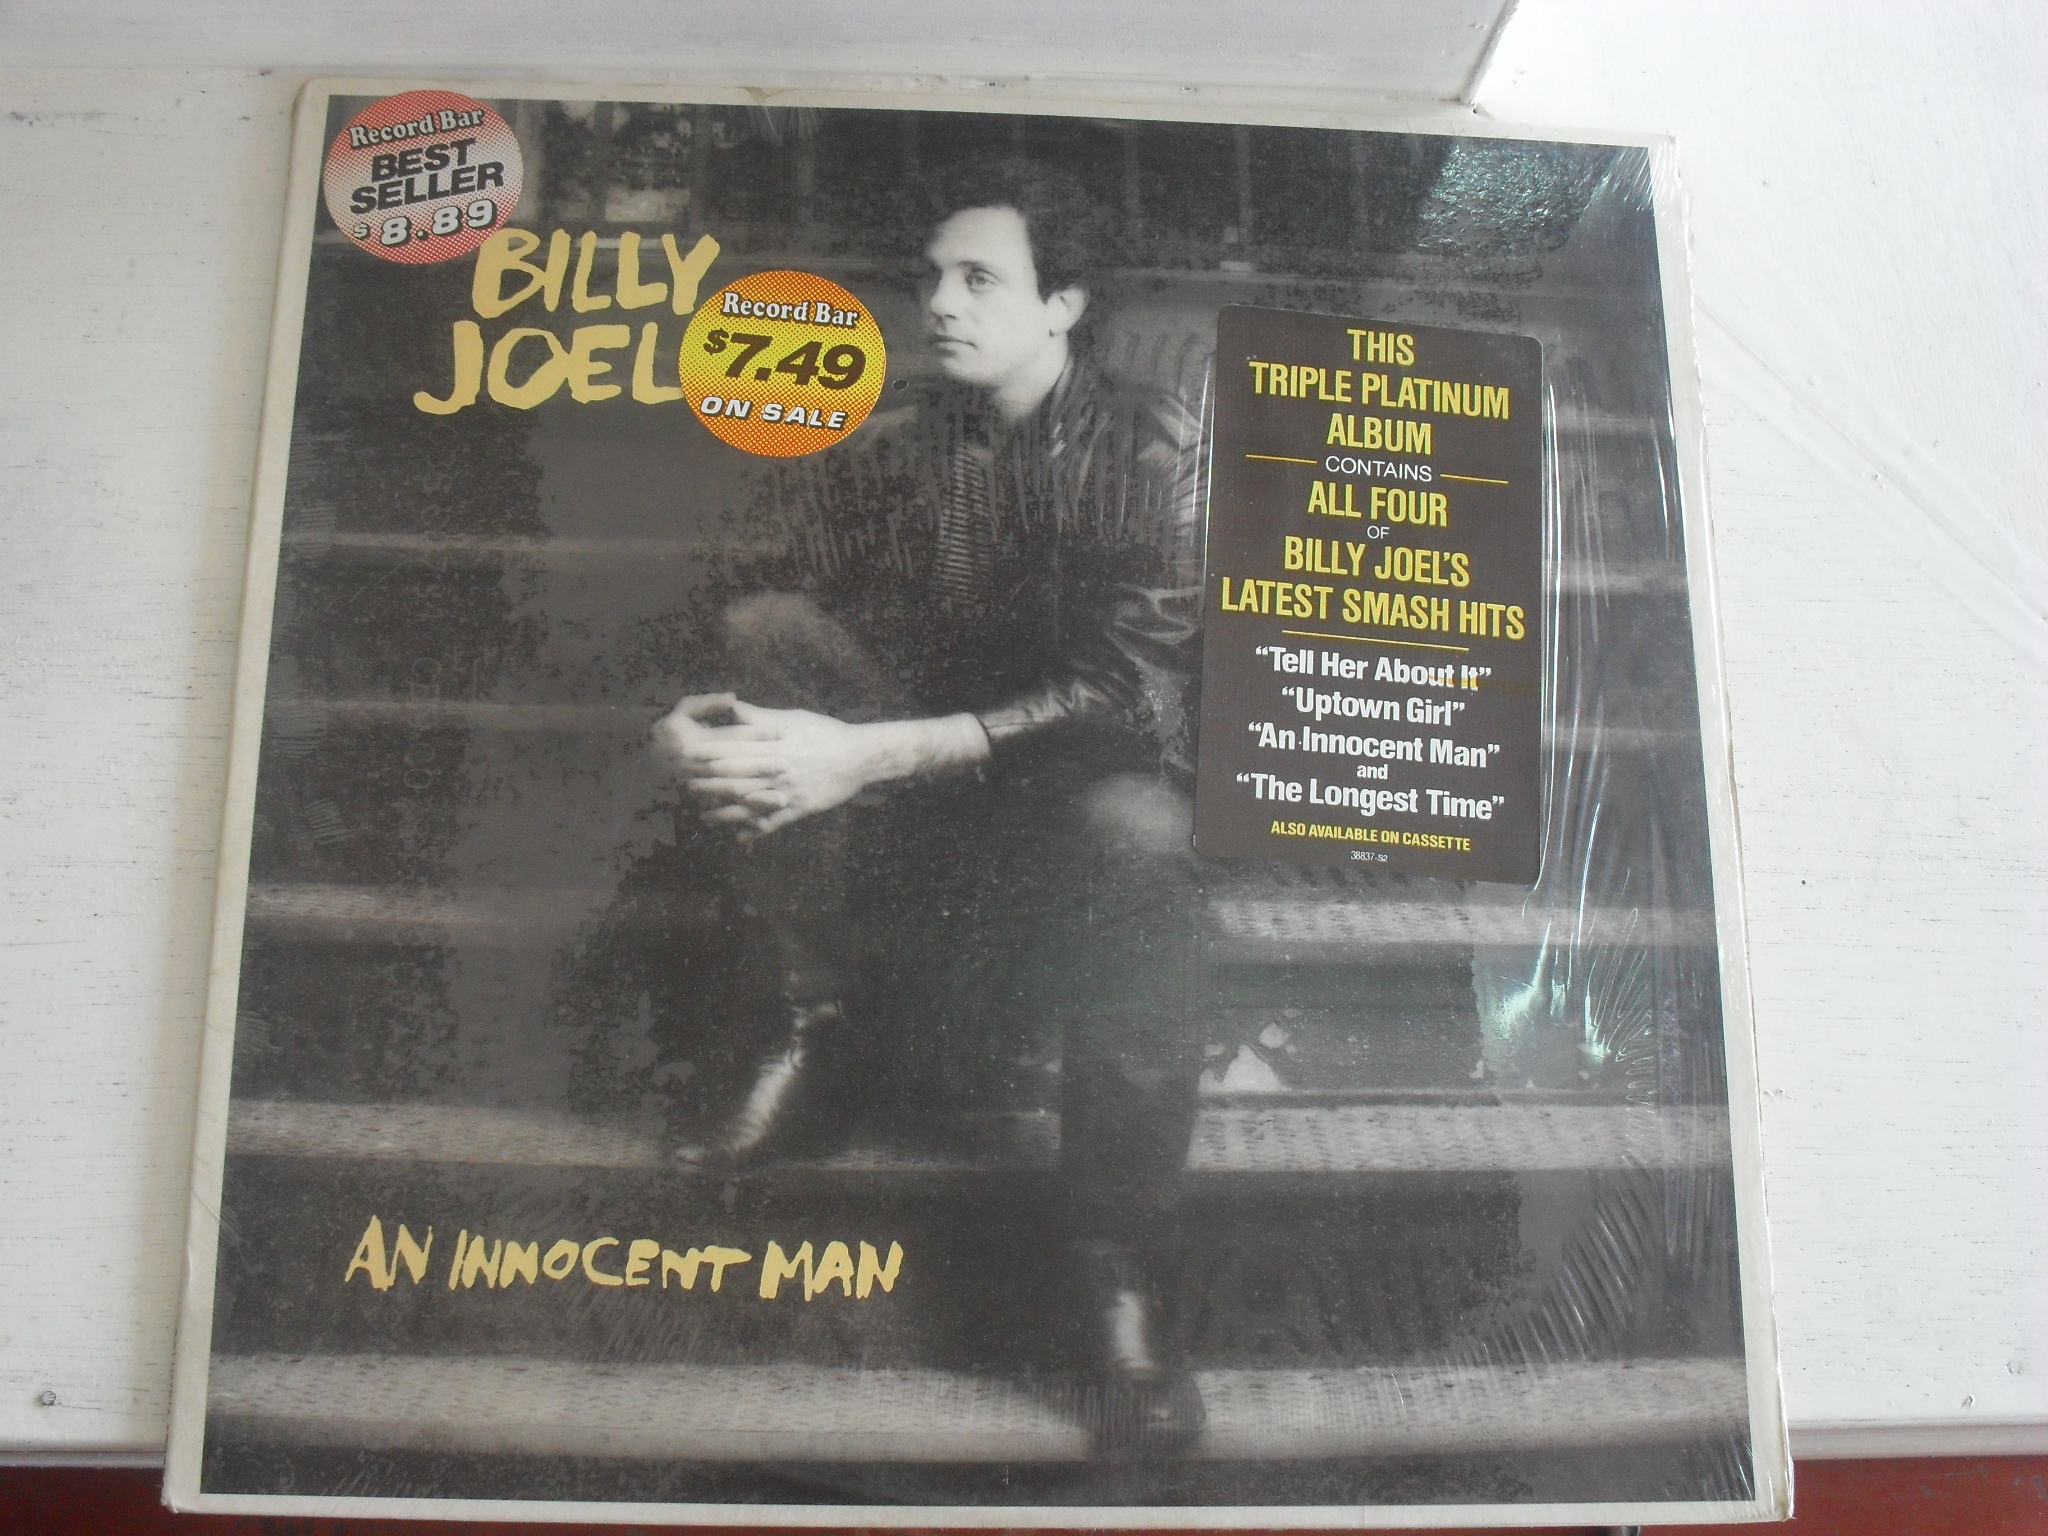 Record Bar
BEST
SELLER
$8.89
BILLY
JOEL
Record Bar
$7.49
ON SALE
THIS
TRIPLE PLATINUM
ALBUM
CONTAINS
ALL FOUR
OF
BILLY JOEL'S
LATEST SMASH HITS
"Tell Her About It"
"Uptown Girl"
"An Innocent Man"
and
"The Longest Time"
ALSO AVAILABLE ON CASSETTE
38837-S2
AN INNOCENT MAN